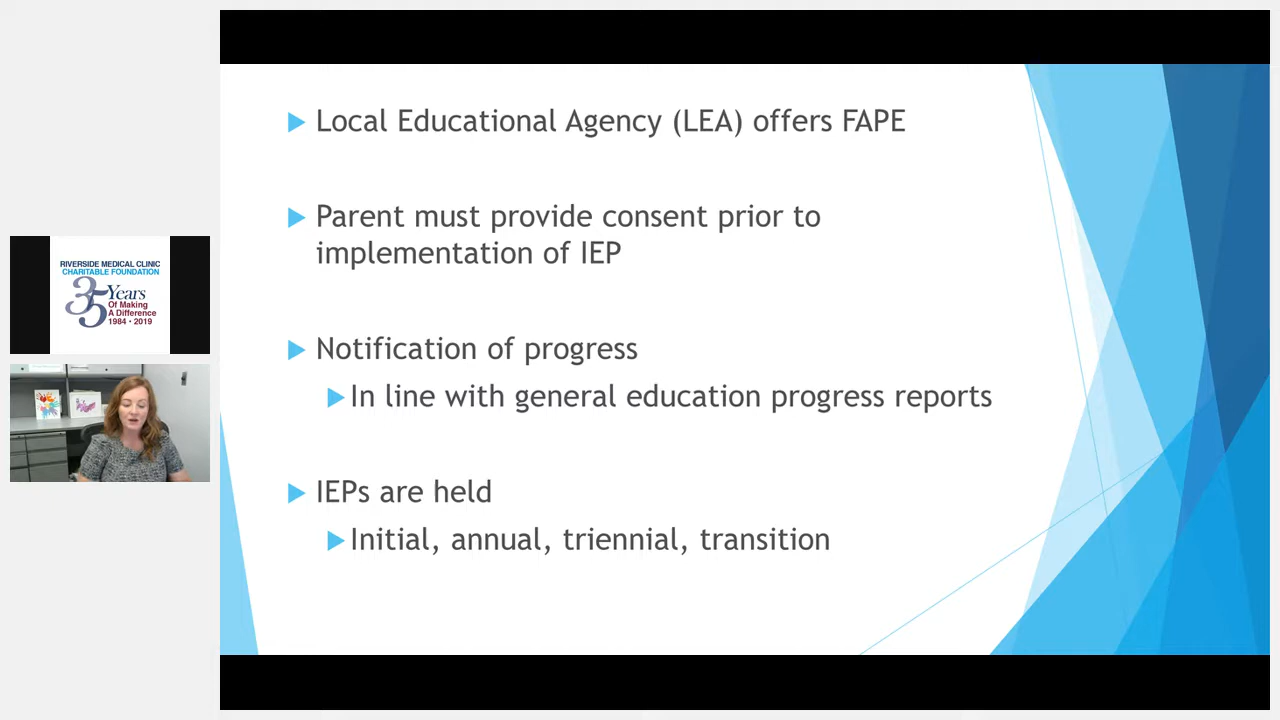 Local Educational Agency (LEA) offers FAPE
Parent must provide consent prior to
implementation of IEP
Notification of progress
In line with general education progress reports
IEPs are held
Initial, annual, triennial, transition
RIVERSIDE MEDICAL CLINIC
CHARITABLE FOUNDATION
35 Years
Of Making
A Difference
1984 • 2019